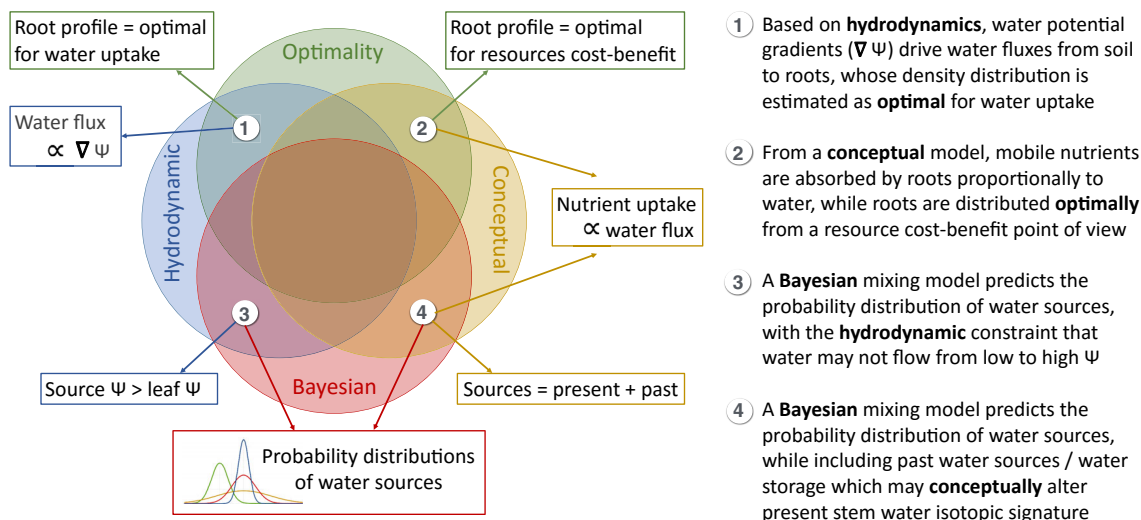 Root profile = optimal
for water uptake
Root profile = optimal
for resources cost-benefit
Optimality
Water flux
∝ ∇ Ψ
Hydrodynamic
Conceptual
Bayesian
1
2
3
4
Nutrient uptake
∝ water flux
Source Ψ > leaf Ψ
Sources = present + past
Probability distributions
of water sources
1 Based on hydrodynamics, water potential
gradients (∇ Ψ) drive water fluxes from soil
to roots, whose density distribution is
estimated as optimal for water uptake
2 From a conceptual model, mobile nutrients
are absorbed by roots proportionally to
water, while roots are distributed optimally
from a resource cost-benefit point of view
3 A Bayesian mixing model predicts the
probability distribution of water sources,
with the hydrodynamic constraint that
water may not flow from low to high Ψ
4 A Bayesian mixing model predicts the
probability distribution of water sources,
while including past water sources / water
storage which may conceptually alter
present stem water isotopic signature